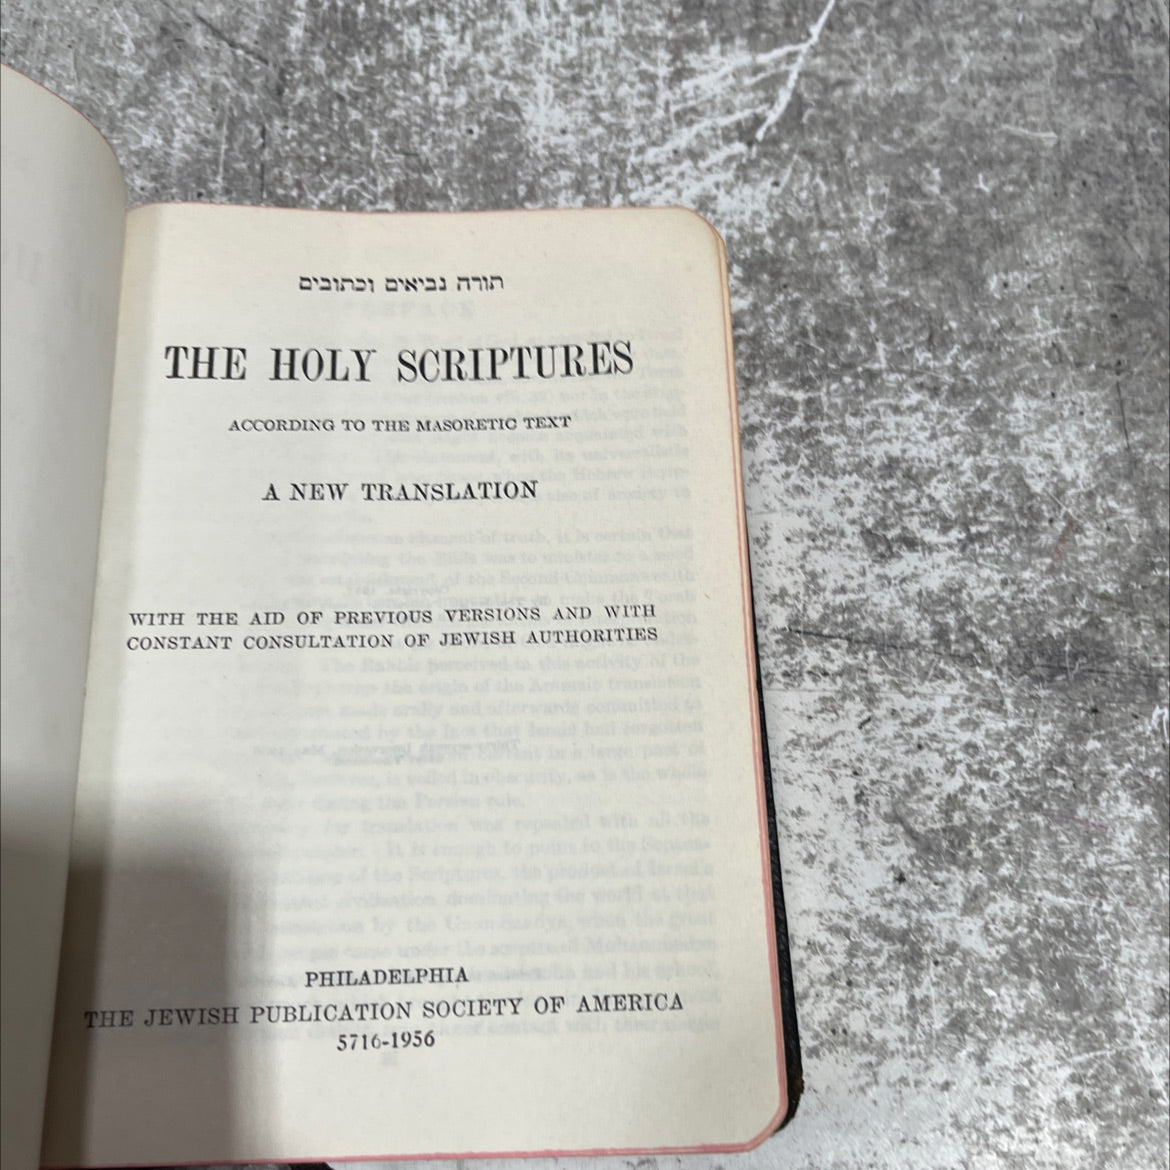 תורה נביאים וכתובים
THE HOLY SCRIPTURES
ACCORDING TO THE MASORETIC TEXT
A NEW TRANSLATION
WITH THE AID OF PREVIOUS VERSIONS AND WITH
CONSTANT CONSULTATION OF JEWISH AUTHORITIES
PHILADELPHIA
THE JEWISH PUBLICATION SOCIETY OF AMERICA
5716-1956